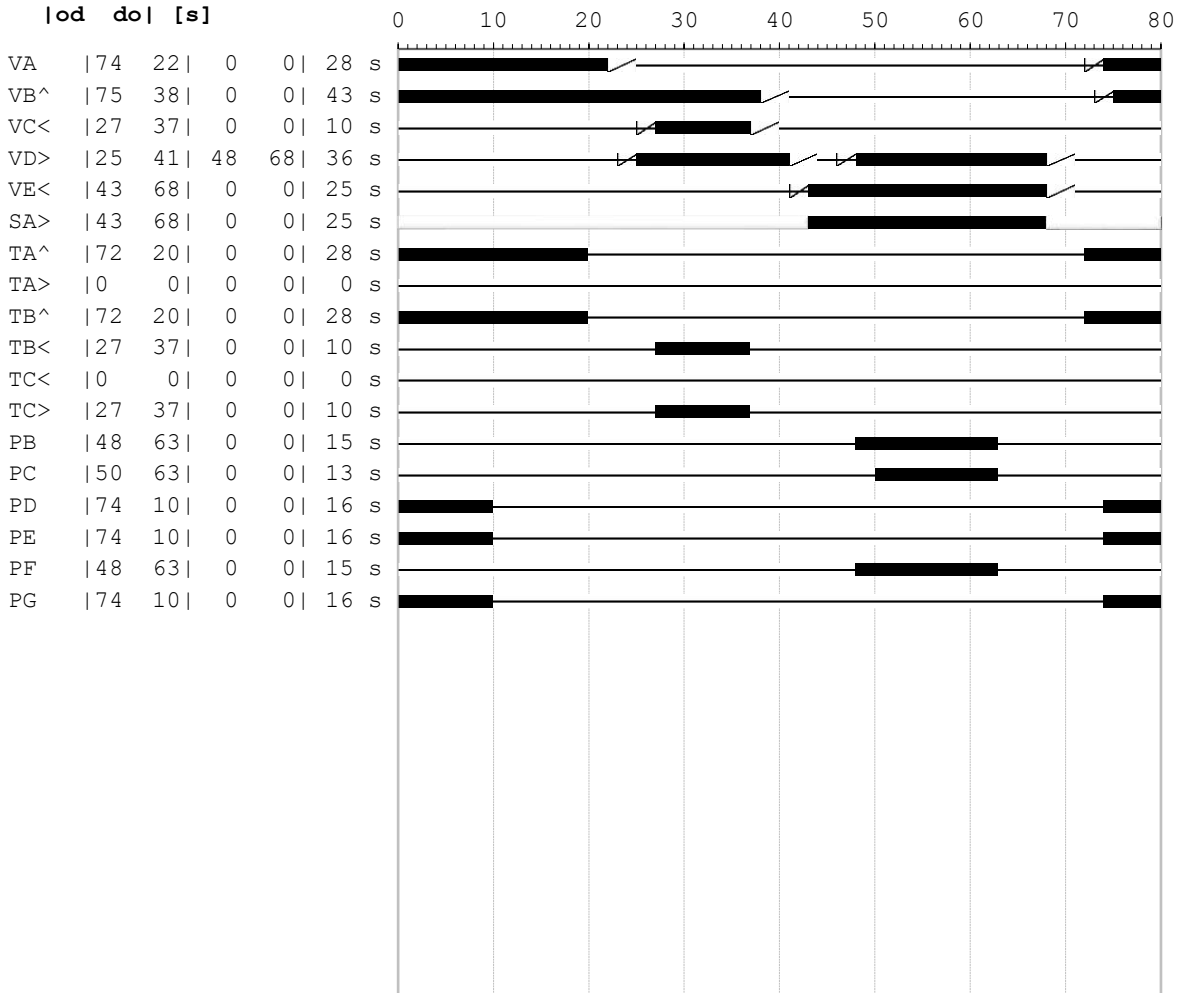 |od do| [s] 0 10 20 30 40 50 60 70 80
VA |74 22| 0 0| 28 s
VB^ |75 38| 0 0| 43 s
VC< |27 37| 0 0| 10 s
VD> |25 41| 48 68| 36 s
VE< |43 68| 0 0| 25 s
SA> |43 68| 0 0| 25 s
TA^ |72 20| 0 0| 28 s
TA> |0 0| 0 0| 0 s
TB^ |72 20| 0 0| 28 s
TB< |27 37| 0 0| 10 s
TC< |0 0| 0 0| 0 s
TC> |27 37| 0 0| 10 s
PB |48 63| 0 0| 15 s
PC |50 63| 0 0| 13 s
PD |74 10| 0 0| 16 s
PE |74 10| 0 0| 16 s
PF |48 63| 0 0| 15 s
PG |74 10| 0 0| 16 s